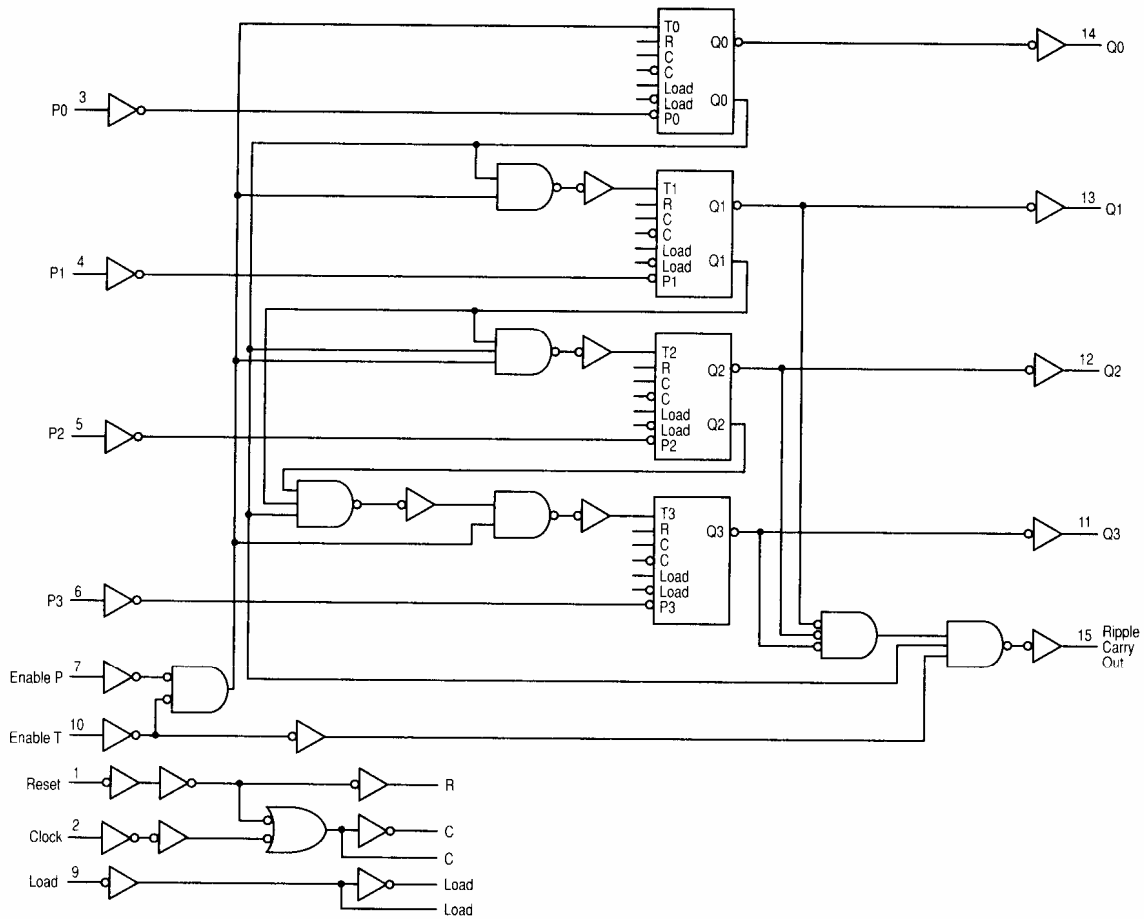 T0
R
C
C
Load
Load
P0
Q0
Q0
14
Q0
P0
3
T1
R
C
C
Load
Load
P1
Q1
Q1
13
Q1
P1
4
T2
R
C
C
Load
Load
P2
Q2
Q2
12
Q2
P2
5
T3
R
C
C
Load
Load
P3
Q3
11
Q3
P3
6
15
Ripple
Carry
Out
Enable P
7
Enable T
10
Reset
1
R
Clock
2
C
C
Load
9
Load
Load